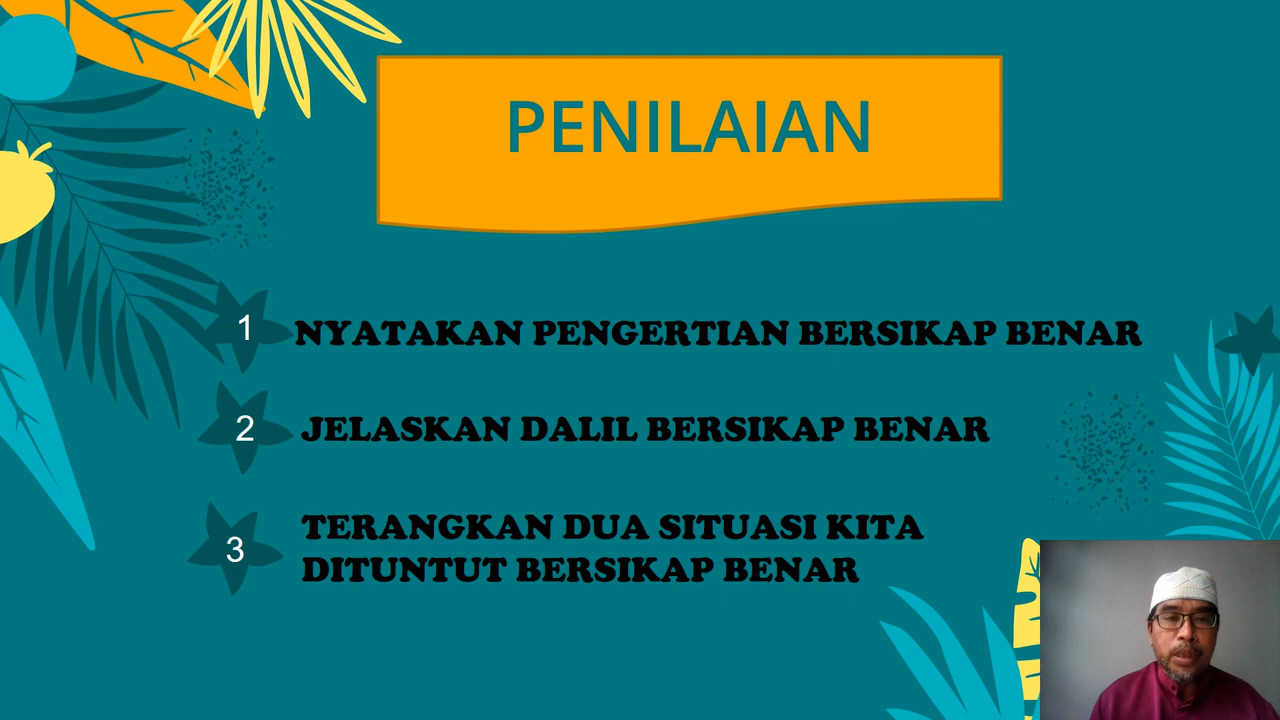 PENILAIAN
1 NYATAKAN PENGERTIAN BERSIKAP BENAR
2 JELASKAN DALIL BERSIKAP BENAR
3 TERANGKAN DUA SITUASI KITA
DITUNTUT BERSIKAP BENAR